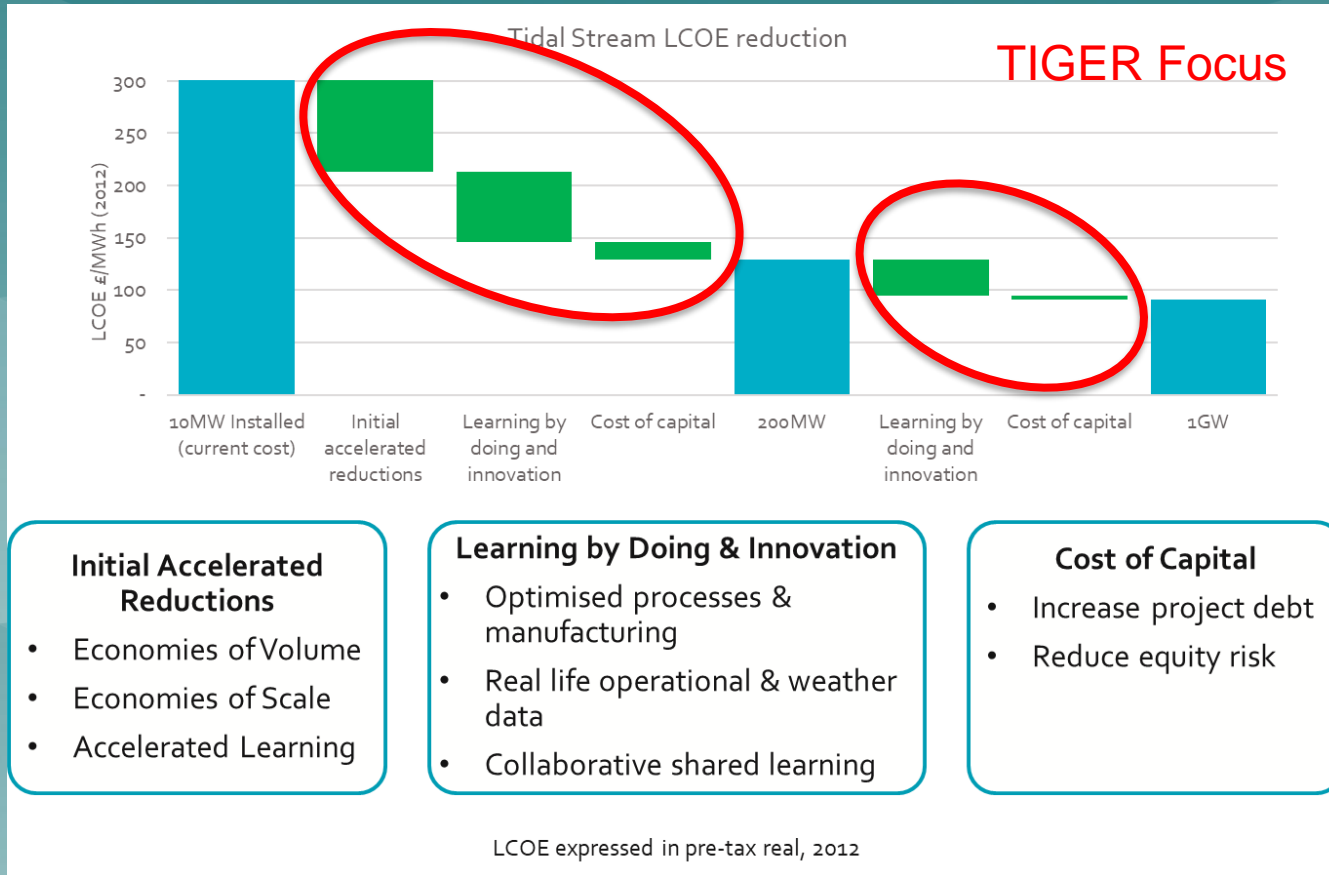 Tidal Stream LCOE reduction
TIGER Focus
LCOE £/MWh (2012)
300
250
200
150
100
50
-
10MW Installed
(current cost)
Initial
accelerated
reductions
Learning by
doing and
innovation
Cost of capital
200MW
Learning by
doing and
innovation
Cost of capital
1GW
Initial Accelerated
Reductions
• Economies of Volume
• Economies of Scale
• Accelerated Learning
Learning by Doing & Innovation
• Optimised processes &
manufacturing
• Real life operational & weather
data
• Collaborative shared learning
Cost of Capital
• Increase project debt
• Reduce equity risk
LCOE expressed in pre-tax real, 2012